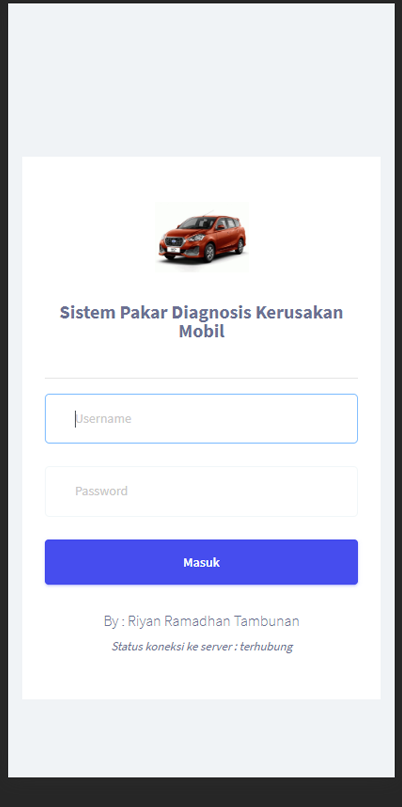 Sistem Pakar Diagnosis Kerusakan
Mobil
Username
Password
Masuk
By : Riyan Ramadhan Tambunan
Status koneksi ke server : terhubung